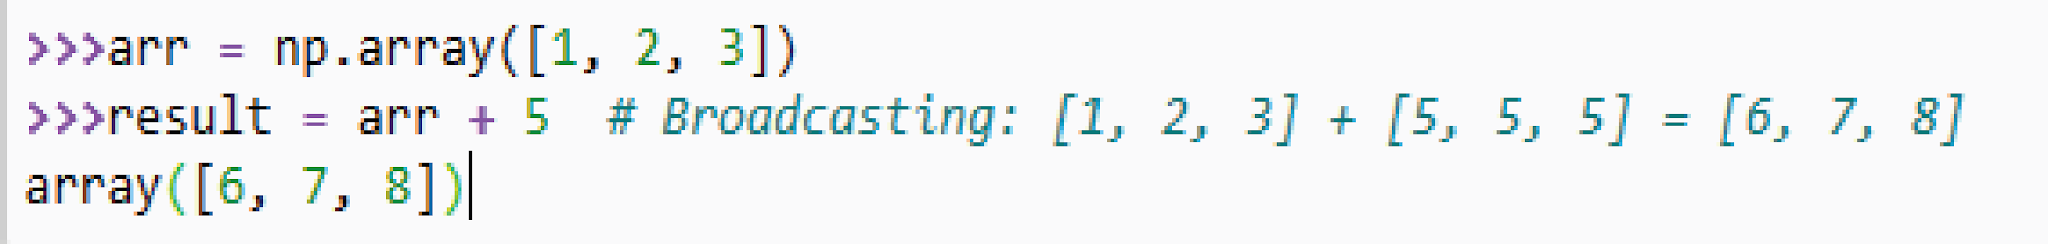 >>>arr = np.array([1, 2, 3])
>>>result = arr + 5  # Broadcasting: [1, 2, 3] + [5, 5, 5] = [6, 7, 8]
array([6, 7, 8])